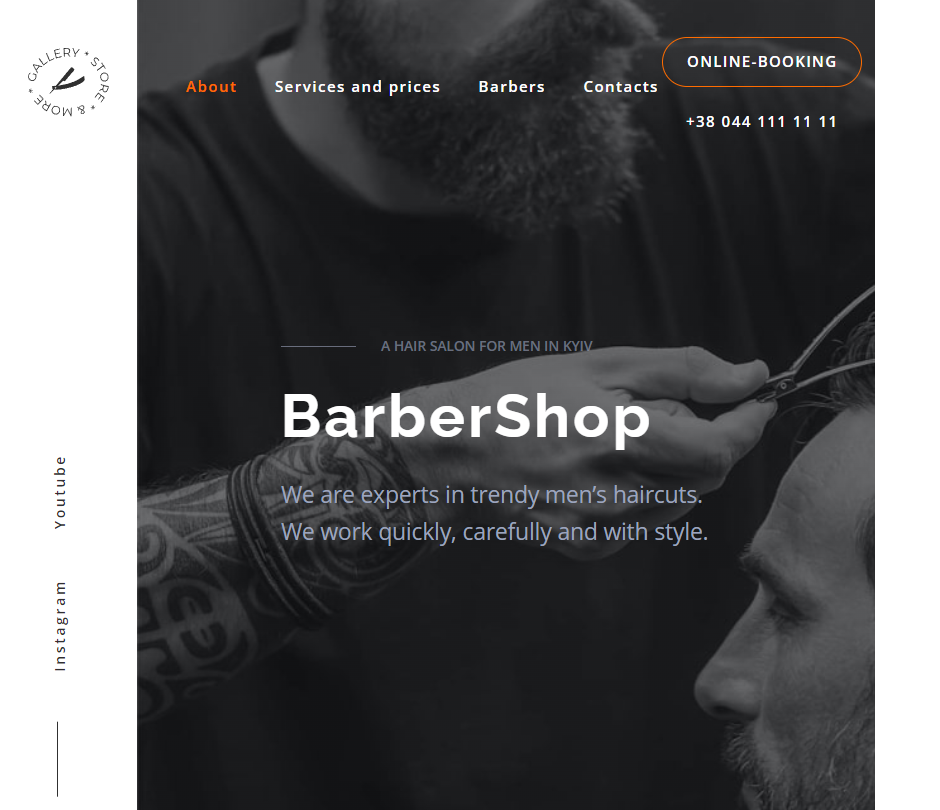 GALLERY * STORE * & MORE *
About
Services and prices
Barbers
Contacts
ONLINE-BOOKING
+38 044 111 11 11
A HAIR SALON FOR MEN IN KYIV
BarberShop
We are experts in trendy men’s haircuts.
We work quickly, carefully and with style.
Youtube
Instagram